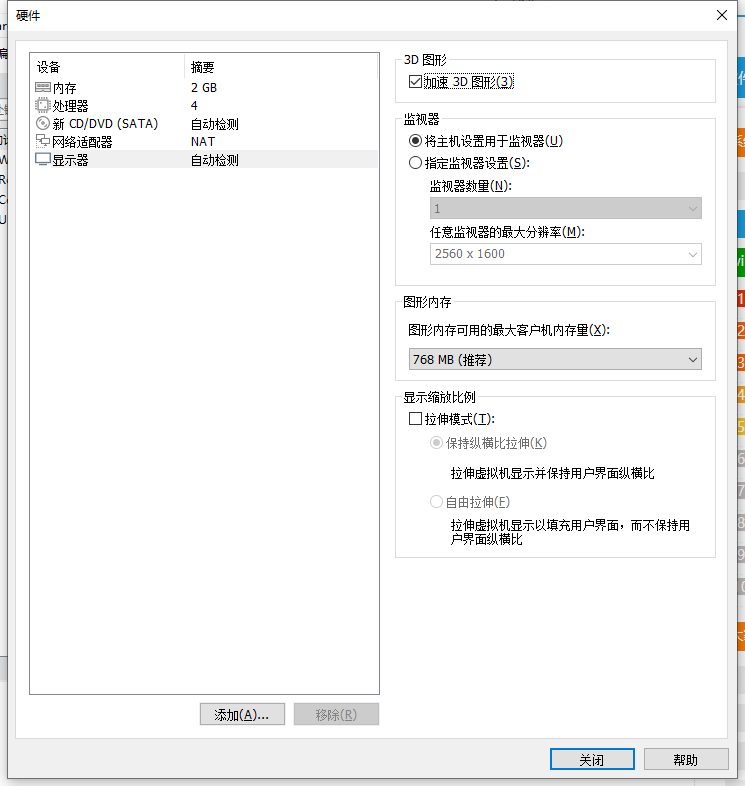 硬件
设备 摘要
内存 2 GB
处理器 4
新 CD/DVD (SATA) 自动检测
网络适配器 NAT
显示器 自动检测
添加(A)...
移除(R)
3D 图形
加速 3D 图形(3)
监视器
将主机设置用于监视器(U)
指定监视器设置(S):
监视器数量(N):
1
任意监视器的最大分辨率(M):
2560 x 1600
图形内存
图形内存可用的最大客户机内存量(X):
768 MB (推荐)
显示缩放比例
拉伸模式(T):
保持纵横比拉伸(K)
拉伸虚拟机显示并保持用户界面纵横比
自由拉伸(F)
拉伸虚拟机显示以填充用户界面，而不保持用
户界面纵横比
关闭
帮助